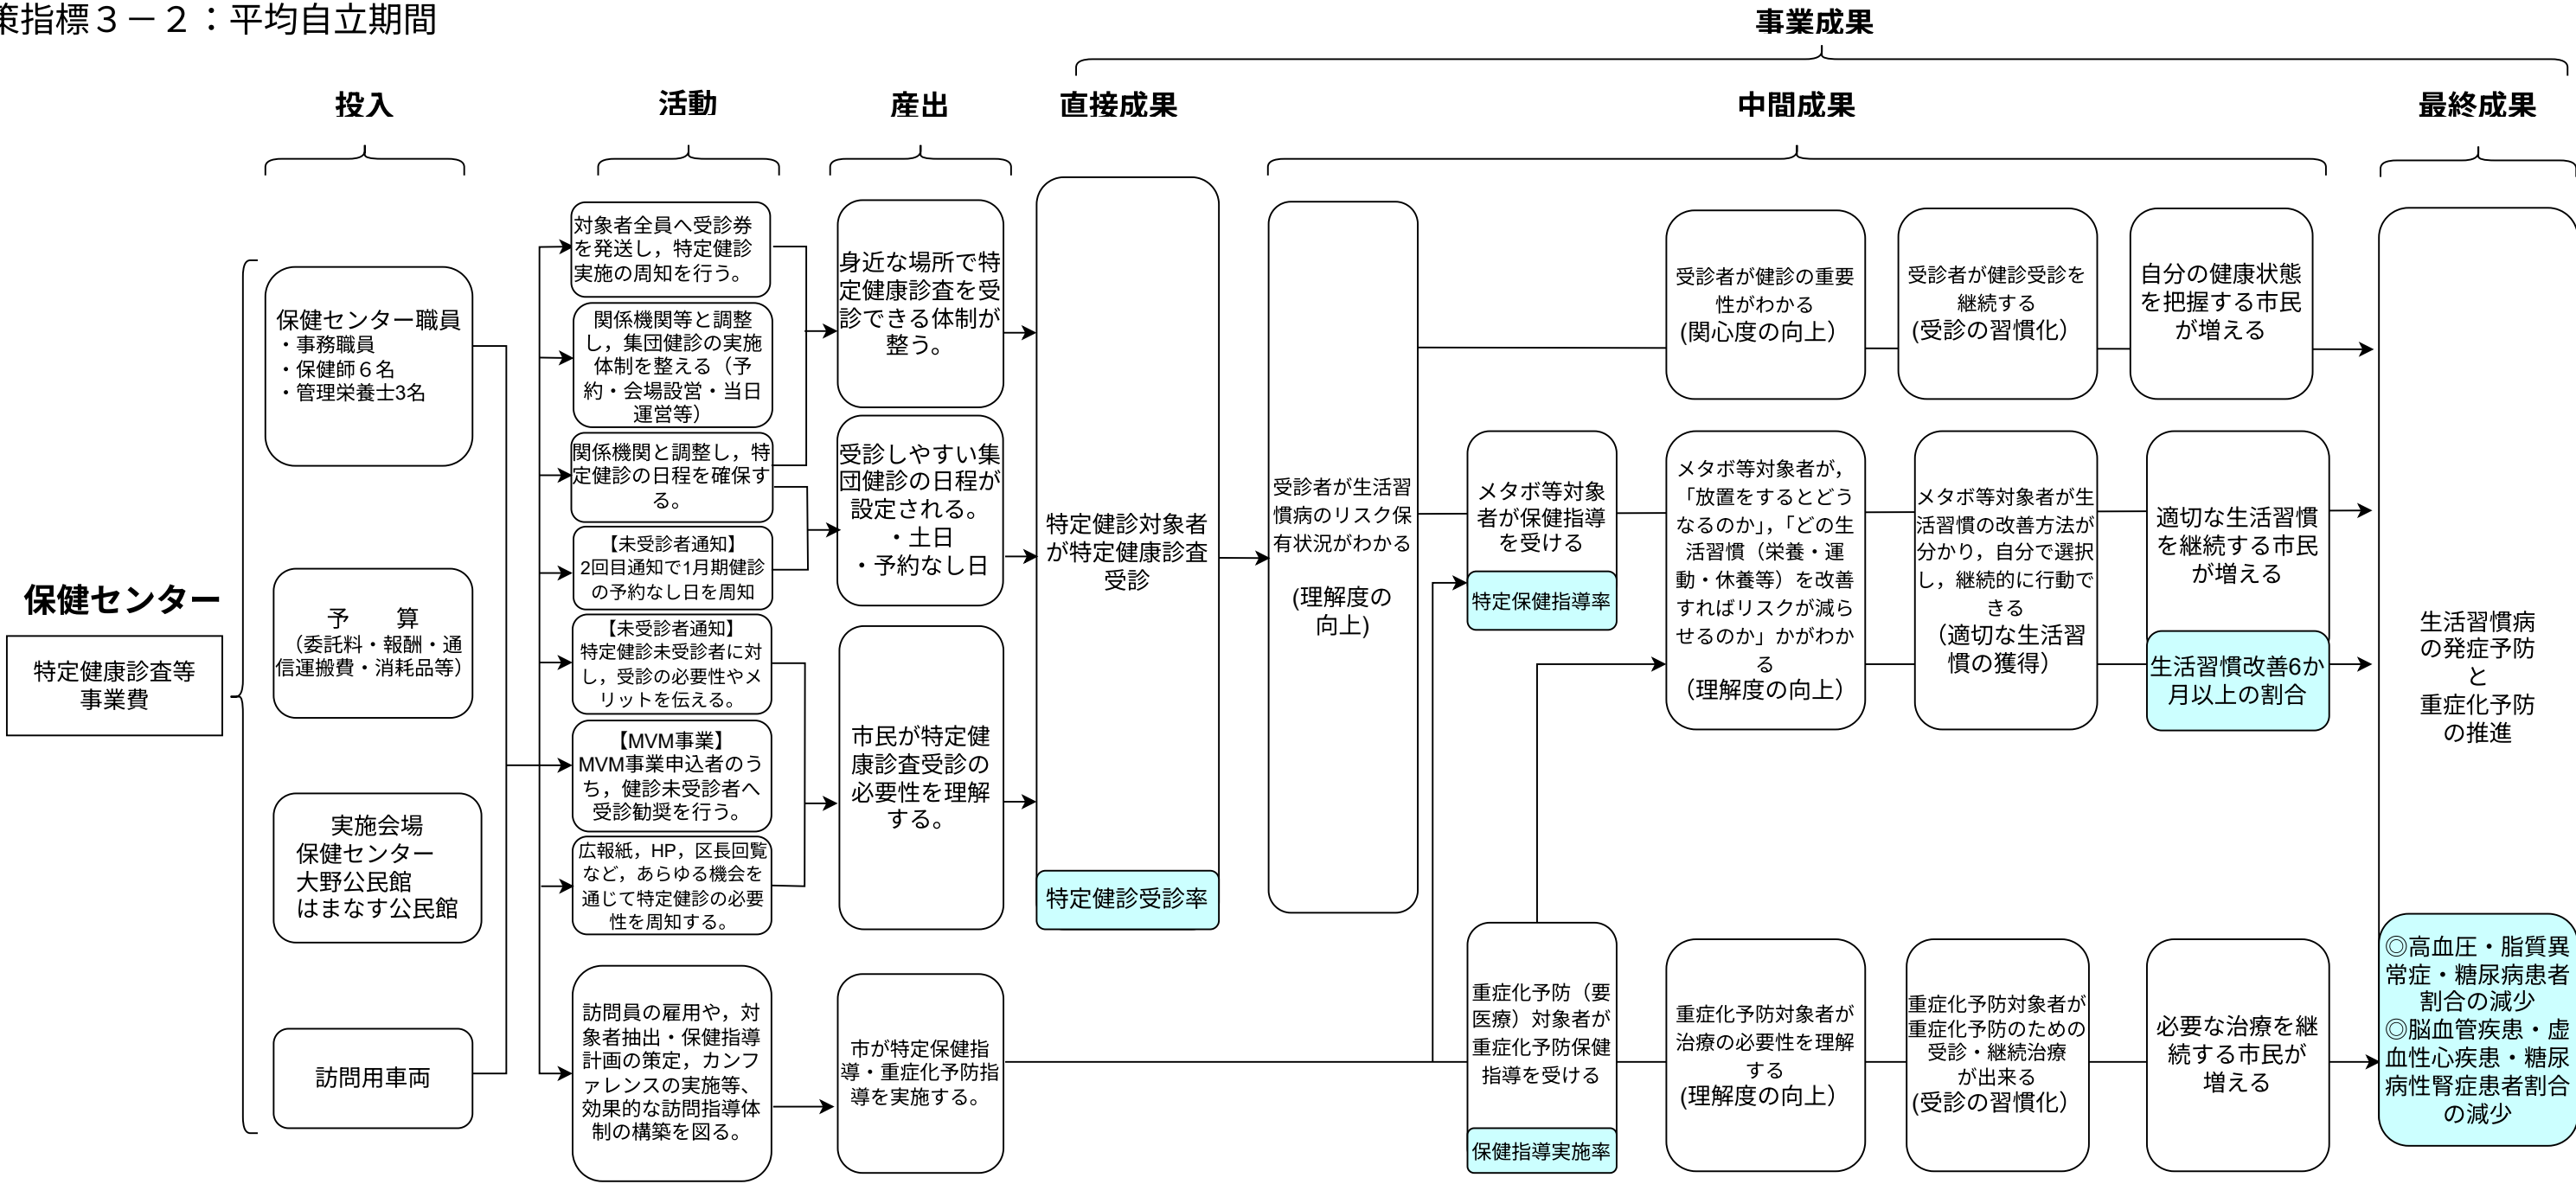 策指標３－２：平均自立期間
事業成果
投入
活動
産出
直接成果
中間成果
最終成果
保健センター
特定健康診査等
事業費
保健センター職員
・事務職員
・保健師６名
・管理栄養士3名
予　　算
（委託料・報酬・通
信運搬費・消耗品等）
実施会場
保健センター
大野公民館
はまなす公民館
訪問用車両
対象者全員へ受診券
を発送し，特定健診
実施の周知を行う。
関係機関等と調整
し，集団健診の実施
体制を整える（予
約・会場設営・当日
運営等）
関係機関と調整し，特
定健診の日程を確保す
る。
【未受診者通知】
2回目通知で1月期健診
の予約なし日を周知
【未受診者通知】
特定健診未受診者に対
し，受診の必要性やメ
リットを伝える。
【MVM事業】
MVM事業申込者のう
ち，健診未受診者へ
受診勧奨を行う。
広報紙，HP，区長回覧
など，あらゆる機会を
通じて特定健診の必要
性を周知する。
訪問員の雇用や，対
象者抽出・保健指導
計画の策定，カンフ
ァレンスの実施等、
効果的な訪問指導体
制の構築を図る。
身近な場所で特
定健康診査を受
診できる体制が
整う。
受診しやすい集
団健診の日程が
設定される。
・土日
・予約なし日
市民が特定健
康診査受診の
必要性を理解
する。
市が特定保健指
導・重症化予防指
導を実施する。
特定健診対象者
が特定健康診査
受診
特定健診受診率
受診者が生活習
慣病のリスク保
有状況がわかる
(理解度の
向上)
受診者が健診の重要
性がわかる
(関心度の向上）
受診者が健診受診を
継続する
(受診の習慣化）
自分の健康状態
を把握する市民
が増える
メタボ等対象
者が保健指導
を受ける
特定保健指導率
メタボ等対象者が，
「放置をするとどう
なるのか」，「どの生
活習慣（栄養・運
動・休養等）を改善
すればリスクが減ら
せるのか」かがわか
る
（理解度の向上）
メタボ等対象者が生
活習慣の改善方法が
分かり，自分で選択
し，継続的に行動で
きる
（適切な生活習
慣の獲得）
適切な生活習慣
を継続する市民
が増える
生活習慣改善6か
月以上の割合
重症化予防（要
医療）対象者が
重症化予防保健
指導を受ける
保健指導実施率
重症化予防対象者が
治療の必要性を理解
する
(理解度の向上）
重症化予防対象者が
重症化予防のための
受診・継続治療
が出来る
(受診の習慣化）
必要な治療を継
続する市民が
増える
生活習慣病
の発症予防
と
重症化予防
の推進
◎高血圧・脂質異
常症・糖尿病患者
割合の減少
◎脳血管疾患・虚
血性心疾患・糖尿
病性腎症患者割合
の減少